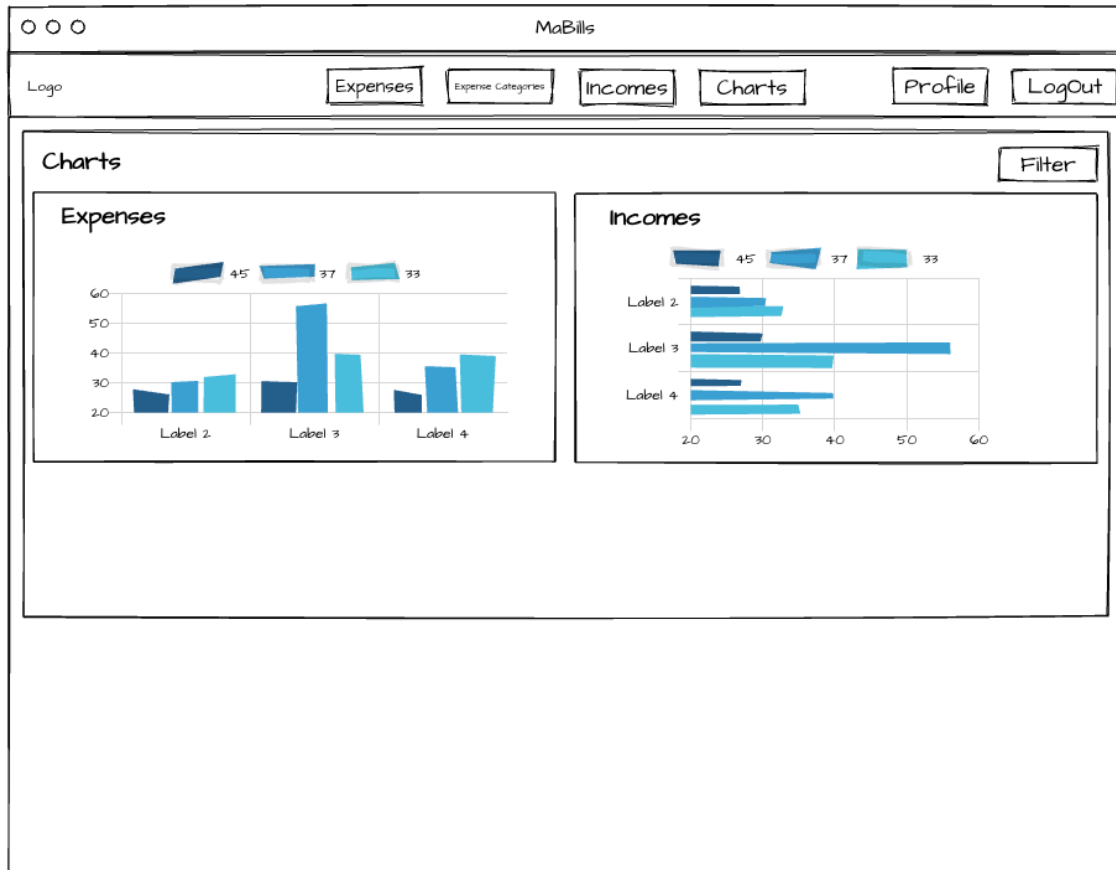 MaBills
Logo
Expenses
Expense Categories
Incomes
Charts
Profile
LogOut
Charts
Filter
Expenses
45 37 33
60
50
40
30
20
Label 2 Label 3 Label 4
Incomes
45 37 33
Label 2
Label 3
Label 4
20 30 40 50 60